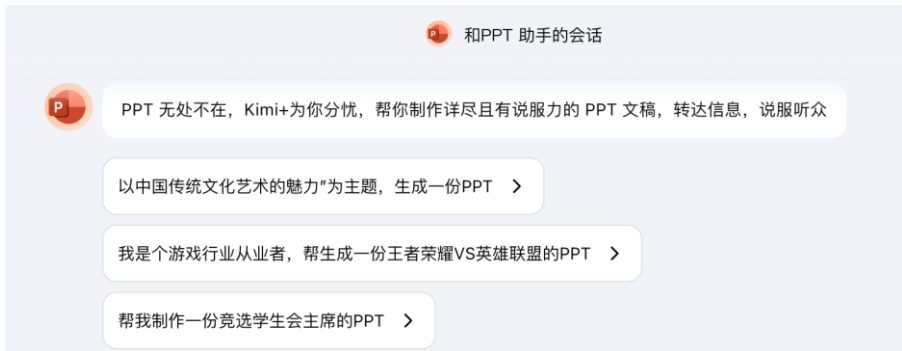 和PPT 助手的会话
P
PPT 无处不在，Kimi+为你分忧，帮你制作详尽且有说服力的 PPT 文稿，转达信息，说服听众
以中国传统文化艺术的魅力”为主题，生成一份PPT
我是个游戏行业从业者，帮生成一份王者荣耀VS英雄联盟的PPT
帮我制作一份竞选学生会主席的PPT